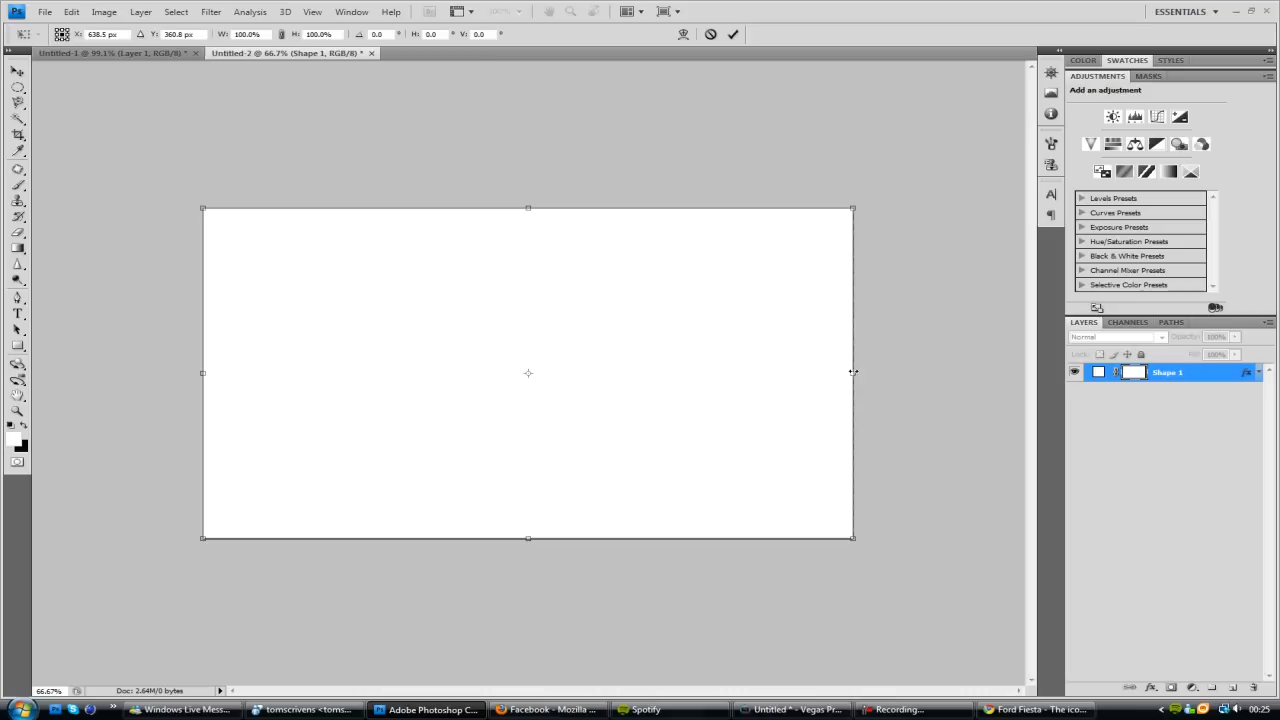 Ps File Edit Image Layer Select Filter Analysis 3D View Window Help 100% ESSENTIALS
X: 638.5 px Y: 360.8 px W: 100.0% H: 100.0% 0.0 ° H: 0.0 ° V: 0.0 °
Untitled-1 @ 99.1% (Layer 1, RGB/8) * × Untitled-2 @ 66.7% (Shape 1, RGB/8) * ×
COLOR SWATCHES STYLES
ADJUSTMENTS MASKS
Add an adjustment
Levels Presets
Curves Presets
Exposure Presets
Hue/Saturation Presets
Black & White Presets
Channel Mixer Presets
Selective Color Presets
LAYERS CHANNELS PATHS
Normal Opacity: 100%
Lock: Fill: 100%
Shape 1 fx
66.67% Doc: 2.64M/0 bytes
Windows Live Mess... tomscrivens <toms... Adobe Photoshop C... Facebook - Mozilla ... Spotify Untitled * - Vegas Pr... Recording... Ford Fiesta - The ico... 00:25